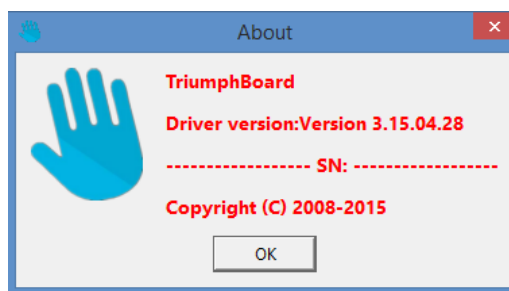 About
TriumphBoard
Driver version:Version 3.15.04.28
------------------ SN: ------------------
Copyright (C) 2008-2015
OK